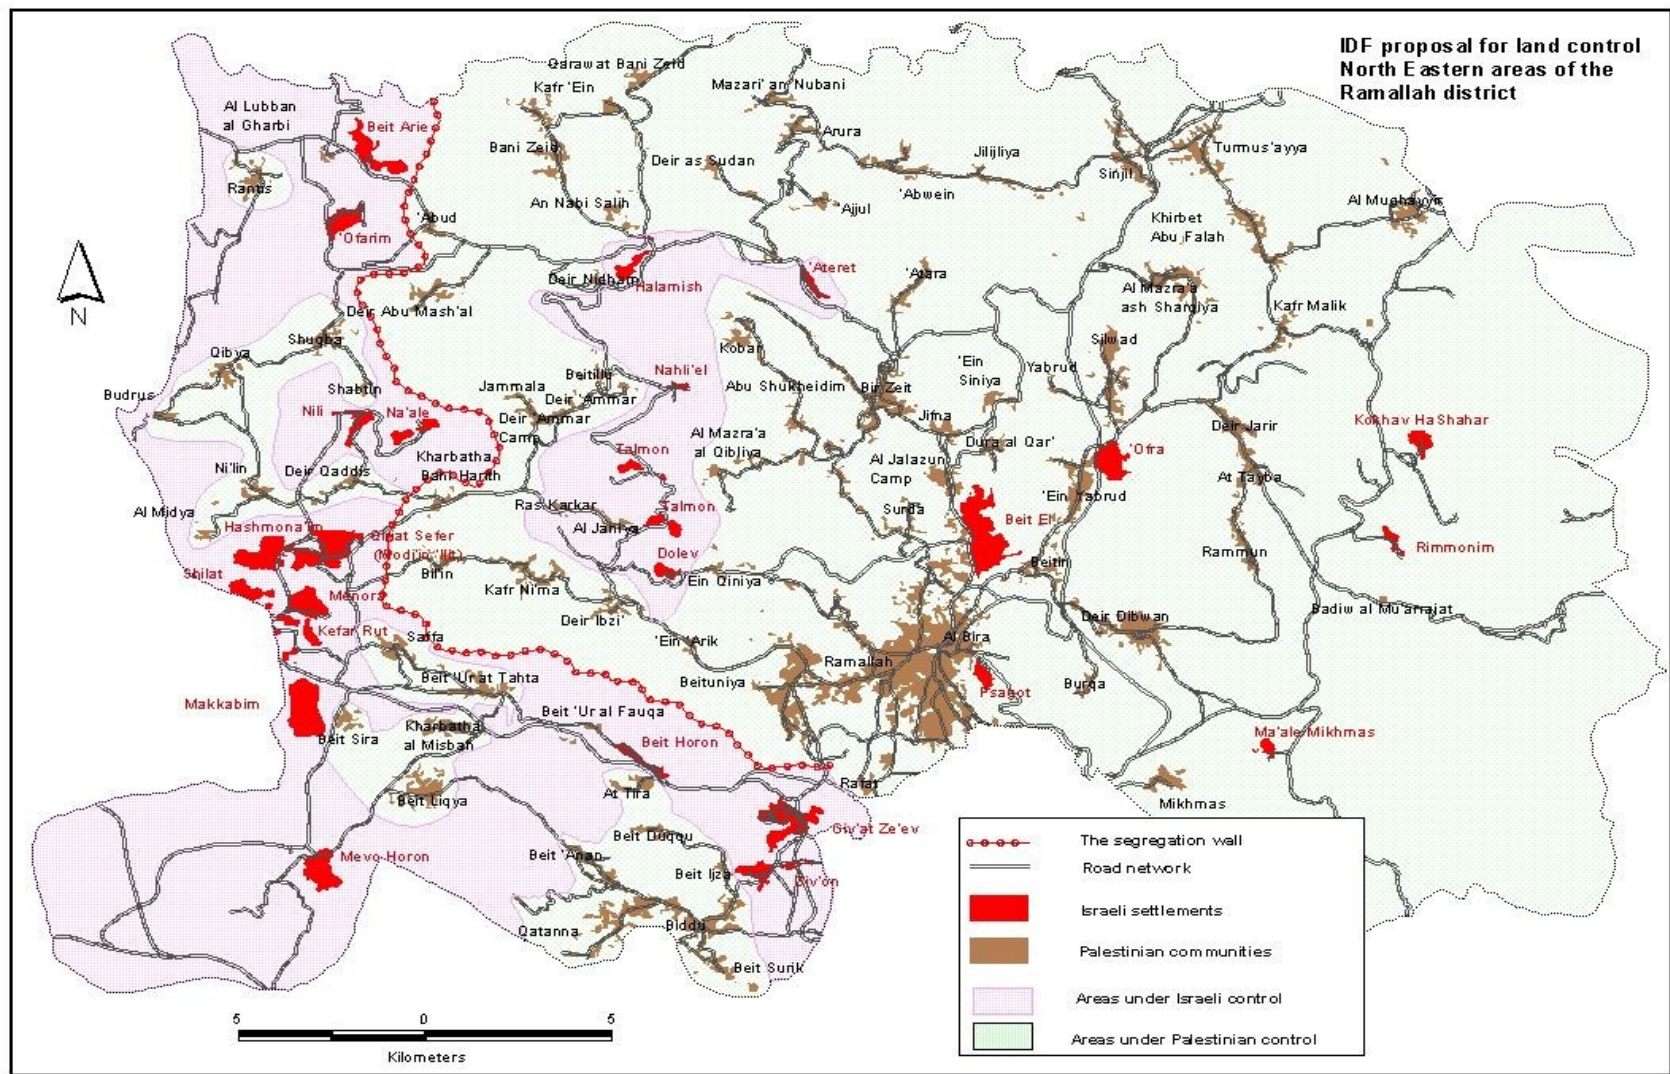 IDF proposal for land control
North Eastern areas of the
Ramallah district
Qarawat Bani Zeid
Kafr 'Ein
Mazari' an Nubani
Al Lubban
al Gharbi
Beit Arie
Arura
Bani Zeid
Deir as Sudan
Jilijliya
Turmus'ayya
Sinjil
Rantis
'Abwein
Al Mughayyir
An Nabi Salih
Ajjul
'Abud
Khirbet
Abu Falah
'Ofarim
'Ateret
'Atara
Deir Nidham
Halamish
Al Mazra'a
ash Sharqiya
N
Deir Abu Mash'al
Kafr Malik
Shuqba
Silwad
Qibya
Kobar
'Ein
Siniya
Yabrud
Beitillu
Nahli'el
Abu Shukheidim
Bir Zeit
Budrus
Shabtin
Jammala
Deir 'Ammar
Nili
Na'ale
Deir 'Ammar
Camp
Jifna
Kokhav HaShahar
Deir Jarir
Al Mazra'a
al Qibliya
Dura al Qar'
'Ofra
Talmon
Kharbatha
Bani Harith
Ni'lin
Deir Qaddis
Al Jalazun
Camp
At Tayba
'Ein Yabrud
Al Midya
Ras Karkar
Talmon
Surda
Beit El
Hashmona'im
Al Janiya
Qiryat Sefer
(Modi'in 'Illit)
Dolev
Rammun
Rimmonim
Shilat
Bil'in
Ein Qiniya
Beitin
Kafr Ni'ma
Menora
Deir Ibzi'
Deir Dibwan
Badiw al Mu'arrajat
Kefar Rut
Saffa
'Ein 'Arik
Al Bira
Ramallah
Beit 'Ur at Tahta
Beituniya
Psagot
Burqa
Makkabim
Beit 'Ur al Fauqa
Beit Sira
Kharbatha
al Misbah
Beit Horon
Ma'ale Mikhmas
Rafat
At Tira
Beit Liqya
Mikhmas
Beit Duqqu
Giv'at Ze'ev
Mevo Horon
Beit 'Anan
Beit Ijza
Giv'on
Qatanna
Biddu
Beit Surik
The segregation wall
Road network
Israeli settlements
Palestinian communities
Areas under Israeli control
Areas under Palestinian control
5 0 5
Kilometers